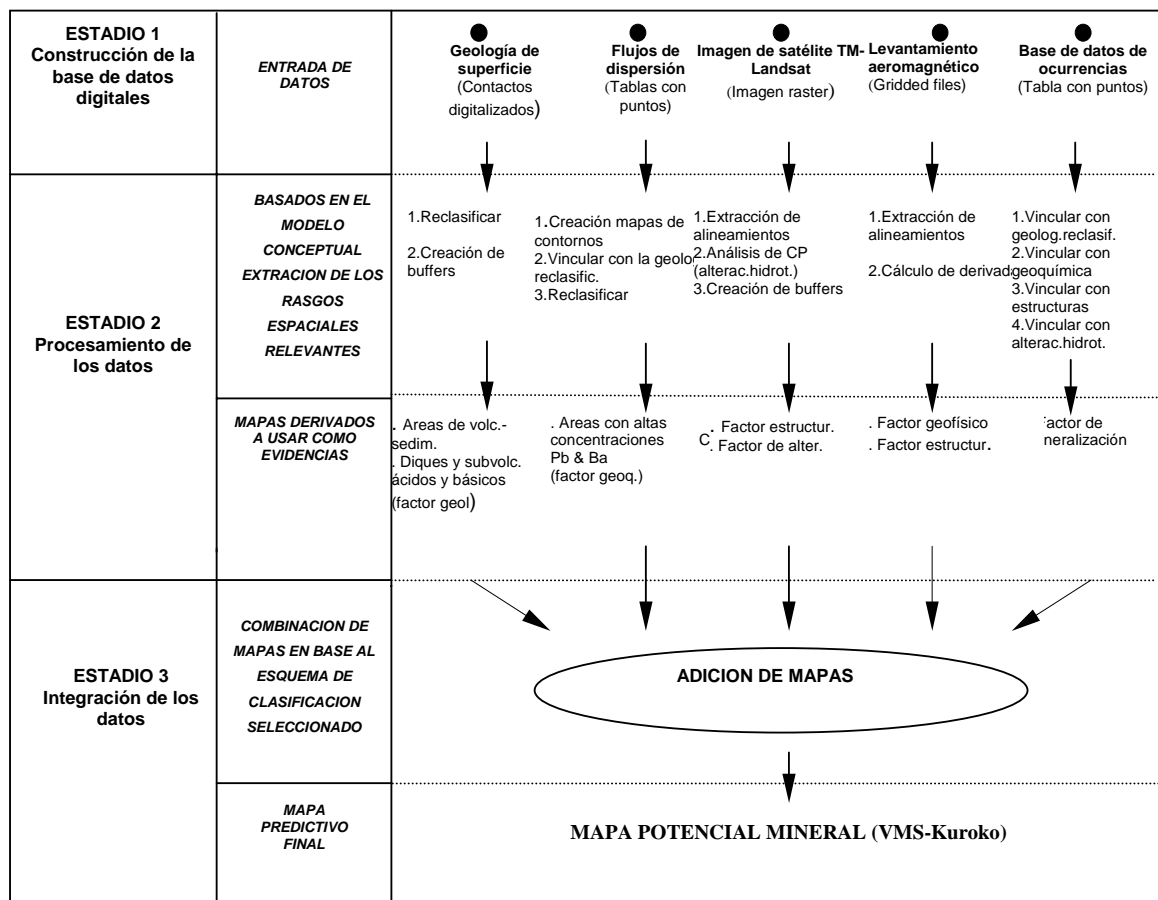 ESTADIO 1
Construcción de la
base de datos
digitales
ENTRADA DE
DATOS
Geología de
superficie
(Contactos
digitalizados)
Flujos de
dispersión
(Tablas con
puntos)
Imagen de satélite TM-
Landsat
(Imagen raster)
Levantamiento
aeromagnético
(Gridded files)
Base de datos de
ocurrencias
(Tabla con puntos)
ESTADIO 2
Procesamiento de
los datos
BASADOS EN EL
MODELO
CONCEPTUAL
EXTRACION DE LOS
RASGOS
ESPACIALES
RELEVANTES
1.Reclasificar
2.Creación de
buffers
1.Creación mapas de
contornos
2.Vincular con la geolo
reclasific.
3.Reclasificar
1.Extracción de
alineamientos
2.Análisis de CP
(alterac.hidrot.)
3.Creación de buffers
1.Extracción de
alineamientos
2.Cálculo de derivad
1.Vincular con
geolog.reclasif.
2.Vincular con
geoquímica
3.Vincular con
estructuras
4.Vincular con
alterac.hidrot.
MAPAS DERIVADOS
A USAR COMO
EVIDENCIAS
. Areas de volc.-
sedim.
. Diques y subvolc.
ácidos y básicos
(factor geol)
. Areas con altas
concentraciones
Pb & Ba
(factor geoq.)
. Factor estructur.
C. Factor de alter.
. Factor geofísico
. Factor estructur.
Factor de
neralización
ESTADIO 3
Integración de los
datos
COMBINACION DE
MAPAS EN BASE AL
ESQUEMA DE
CLASIFICACION
SELECCIONADO
ADICION DE MAPAS
MAPA
PREDICTIVO
FINAL
MAPA POTENCIAL MINERAL (VMS-Kuroko)